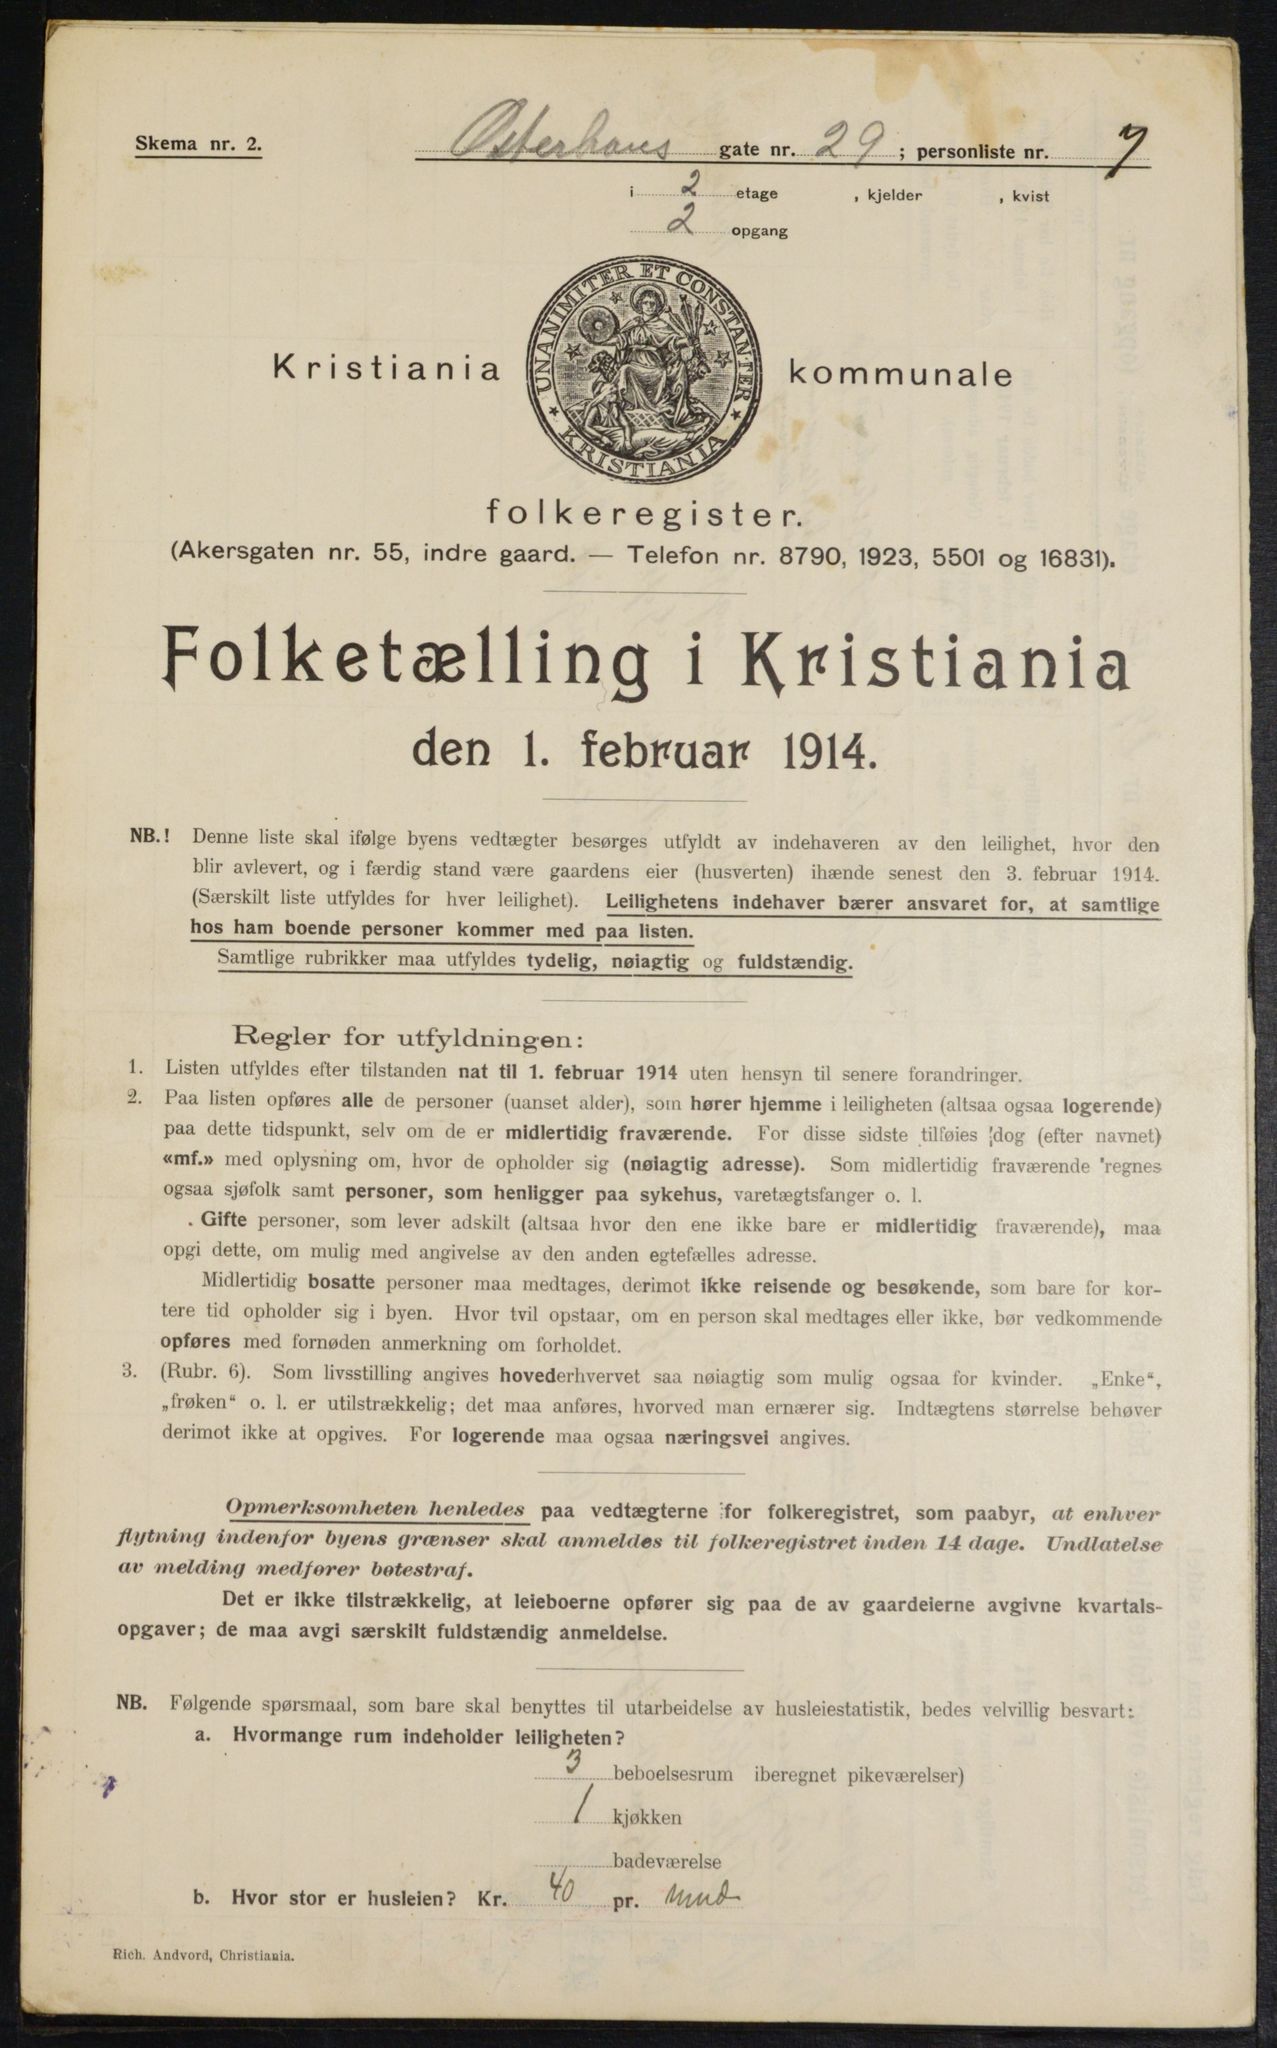 Skema nr. 2.
Osterhaus gate nr. 29; personliste nr. 7
i 2 etage , kjelder , kvist
2 opgang
UNANIMITER ET CONSTANTER
KRISTIANIA
Kristiania kommunale
folkeregister.
(Akersgaten nr. 55, indre gaard. — Telefon nr. 8790, 1923, 5501 og 16831).
Folketælling i Kristiania
den 1. februar 1914.
NB.! Denne liste skal ifølge byens vedtægter besørges utfyldt av indehaveren av den leilighet, hvor den
blir avlevert, og i færdig stand være gaardens eier (husverten) ihænde senest den 3. februar 1914.
(Særskilt liste utfyldes for hver leilighet). Leilighetens indehaver bærer ansvaret for, at samtlige
hos ham boende personer kommer med paa listen.
Samtlige rubrikker maa utfyldes tydelig, nøiagtig og fuldstændig.
Regler for utfyldningen:
1. Listen utfyldes efter tilstanden nat til 1. februar 1914 uten hensyn til senere forandringer.
2. Paa listen opføres alle de personer (uanset alder), som hører hjemme i leiligheten (altsaa ogsaa logerende)
paa dette tidspunkt, selv om de er midlertidig fraværende. For disse sidste tilføies dog (efter navnet)
«mf.» med oplysning om, hvor de opholder sig (nøiagtig adresse). Som midlertidig fraværende regnes
ogsaa sjøfolk samt personer, som henligger paa sykehus, varetægtsfanger o. l.
Gifte personer, som lever adskilt (altsaa hvor den ene ikke bare er midlertidig fraværende), maa
opgi dette, om mulig med angivelse av den anden egtefælles adresse.
Midlertidig bosatte personer maa medtages, derimot ikke reisende og besøkende, som bare for kor-
tere tid opholder sig i byen. Hvor tvil opstaar, om en person skal medtages eller ikke, bør vedkommende
opføres med fornøden anmerkning om forholdet.
3. (Rubr. 6). Som livsstilling angives hovederhvervet saa nøiagtig som mulig ogsaa for kvinder. „Enke“,
„frøken“ o. l. er utilstrækkelig; det maa anføres, hvorved man ernærer sig. Indtægtens størrelse behøver
derimot ikke at opgives. For logerende maa ogsaa næringsvei angives.
Opmerksomheten henledes paa vedtægterne for folkeregistret, som paabyr, at enhver
flytning indenfor byens grænser skal anmeldes til folkeregistret inden 14 dage. Undlatelse
av melding medfører bøtestraf.
Det er ikke tilstrækkelig, at leieboerne opfører sig paa de av gaardeierne avgivne kvartals-
opgaver; de maa avgi særskilt fuldstændig anmeldelse.
NB. Følgende spørsmaal, som bare skal benyttes til utarbeidelse av husleiestatistik, bedes velvillig besvart:
a. Hvormange rum indeholder leiligheten?
3 beboelsesrum iberegnet pikeværelser)
1 kjøkken
badeværelse
b. Hvor stor er husleien? Kr. 40 pr. mnd
Rich. Andvord, Christiania.